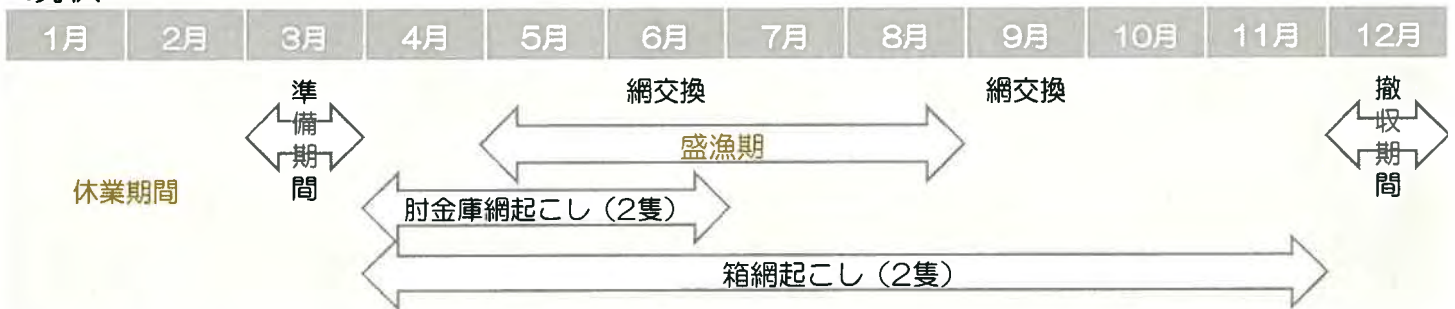 1月 2月 3月 4月 5月 6月 7月 8月 9月 10月 11月 12月
網交換 網交換
準備期間
撤収期間
盛漁期
休業期間
肘金庫網起こし（2隻）
箱網起こし（2隻）